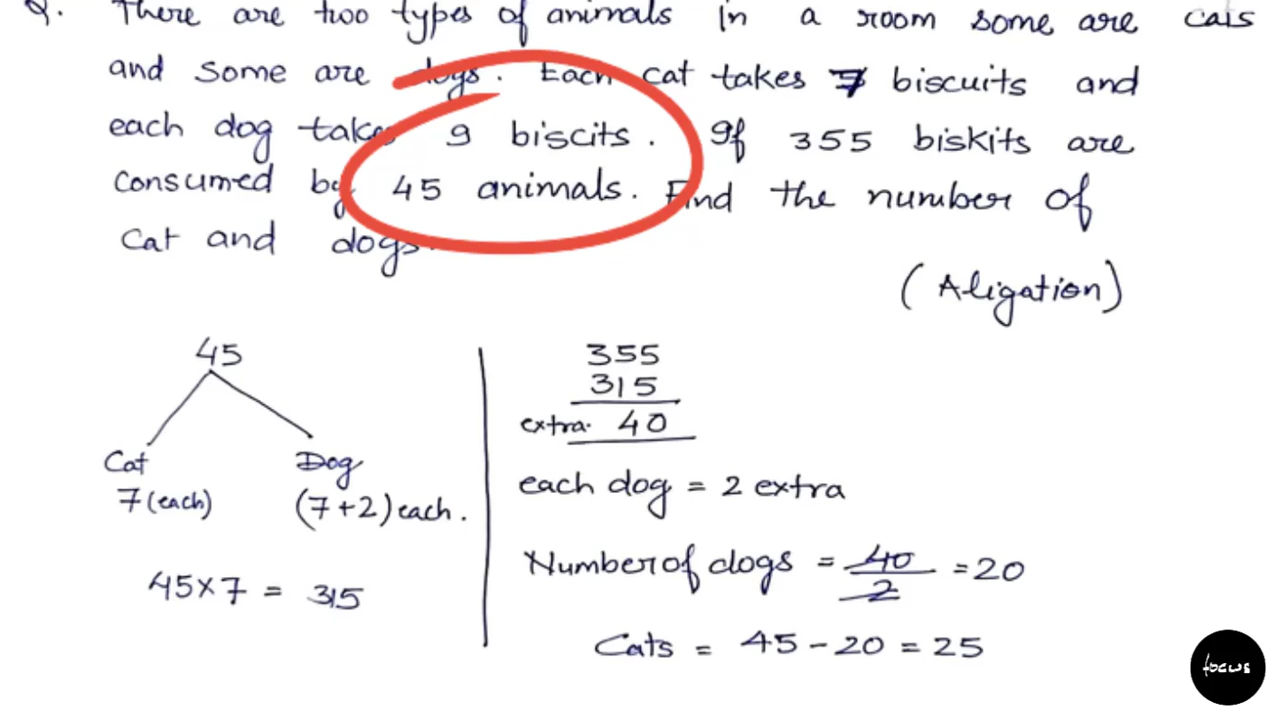 Q. There are two types of animals in a room some are cats
and some are dogs. Each cat takes 7 biscuits and
each dog takes 9 biscits. If 355 biskits are
consumed by 45 animals. Find the number of
cat and dogs.
(Aligation)
45
Cat Dog
7 (each) (7+2) each.
45×7 = 315
355
315
extra. 40
each dog = 2 extra
Number of dogs = 40/2 = 20
Cats = 45 - 20 = 25
focus